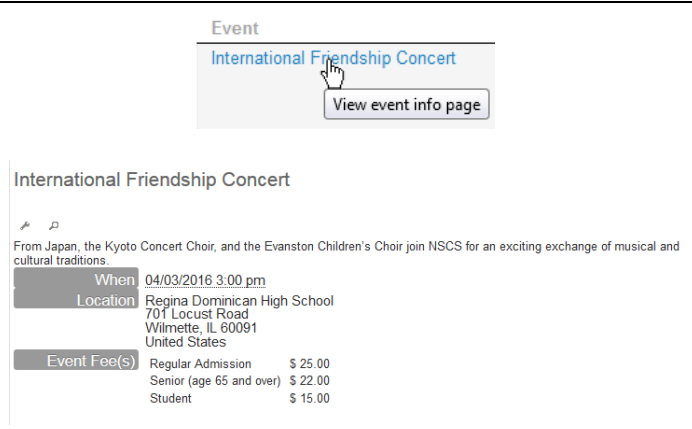 Event
International Friendship Concert
View event info page
International Friendship Concert
From Japan, the Kyoto Concert Choir, and the Evanston Children's Choir join NSCS for an exciting exchange of musical and
cultural traditions.
When 04/03/2016 3:00 pm
Location Regina Dominican High School
701 Locust Road
Wilmette, IL 60091
United States
Event Fee(s) Regular Admission $ 25.00
Senior (age 65 and over) $ 22.00
Student $ 15.00